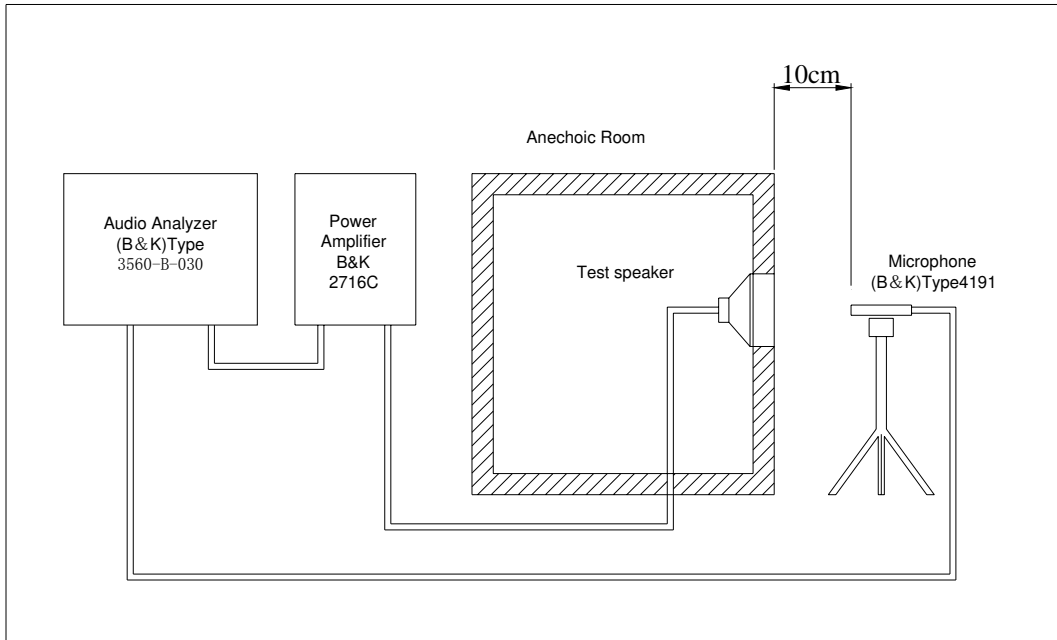 10cm
Anechoic Room
Audio Analyzer
(B&K)Type
3560-B-030
Power
Amplifier
B&K
2716C
Test speaker
Microphone
(B&K)Type4191